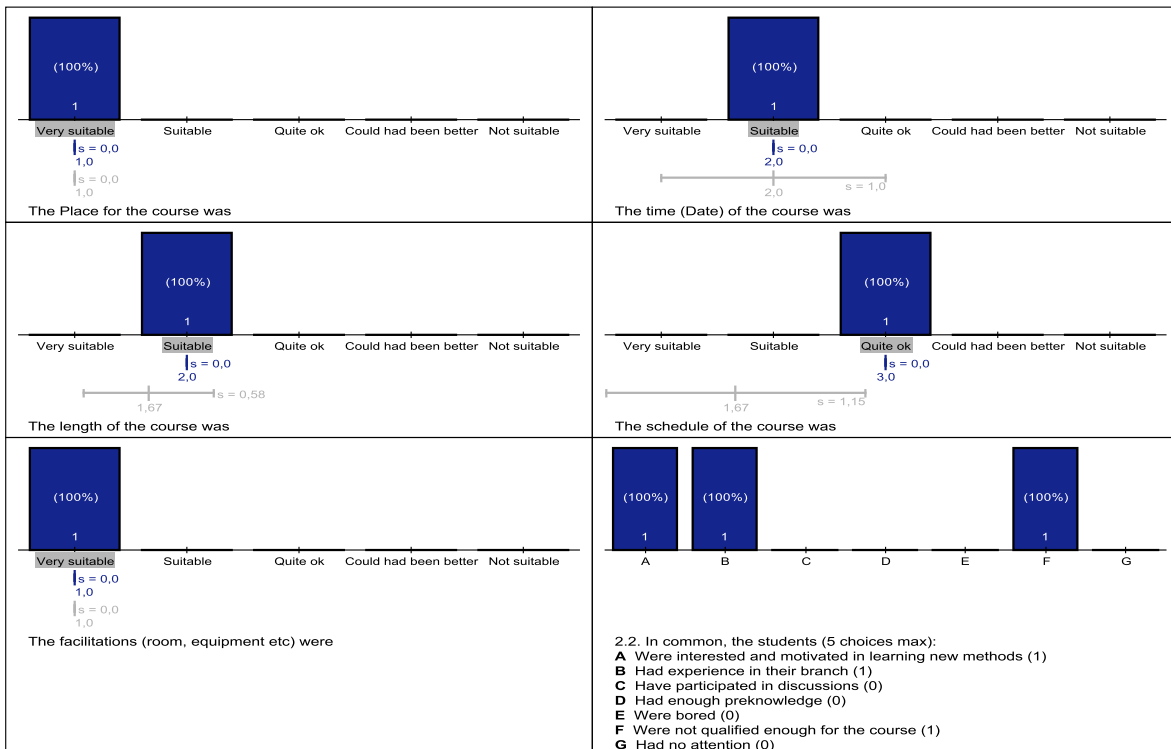 (100%)
1
Very suitable Suitable Quite ok Could had been better Not suitable
s = 0,0
1,0
s = 0,0
1,0
The Place for the course was
(100%)
1
Very suitable Suitable Quite ok Could had been better Not suitable
s = 0,0
2,0
s = 1,0
2,0
The time (Date) of the course was
(100%)
1
Very suitable Suitable Quite ok Could had been better Not suitable
s = 0,0
2,0
s = 0,58
1,67
The length of the course was
(100%)
1
Very suitable Suitable Quite ok Could had been better Not suitable
s = 0,0
3,0
s = 1,15
1,67
The schedule of the course was
(100%)
1
Very suitable Suitable Quite ok Could had been better Not suitable
s = 0,0
1,0
s = 0,0
1,0
The facilitations (room, equipment etc) were
(100%) (100%) (100%)
1 1 1
A B C D E F G
2.2. In common, the students (5 choices max):
A Were interested and motivated in learning new methods (1)
B Had experience in their branch (1)
C Have participated in discussions (0)
D Had enough preknowledge (0)
E Were bored (0)
F Were not qualified enough for the course (1)
G Had no attention (0)